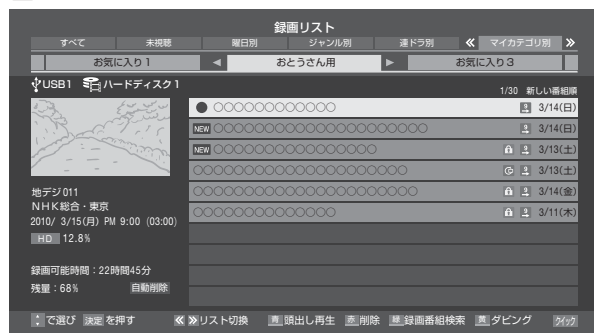 録画リスト
すべて 未視聴 曜日別 ジャンル別 連ドラ別 ≪ マイカテゴリ別 ≫
お気に入り1 ◀ おとうさん用 ▶ お気に入り3
USB1 ハードディスク1
1/30 新しい番組順
● ○○○○○○○○○○○○ 3/14(日)
NEW ○○○○○○○○○○○○○○○○○○○○○ 3/14(日)
NEW ○○○○○○○○○○○○○○○○ 3/13(土)
○○○○○○○○○○○○○○○○○○○○○ 3/13(土)
○○○○○○○○○○○○○○○○○○○○○○ 3/14(金)
○○○○○○○○○○○○○○ 3/11(木)
地デジ011
NHK総合・東京
2010/ 3/15(月) PM 9:00 (03:00)
HD 12.8%
録画可能時間：22時間45分
残量：68% 自動削除
で選び 決定 を押す ≪ ≫リスト切換 青 頭出し再生 赤 削除 緑 録画番組検索 黄 ダビング クイック